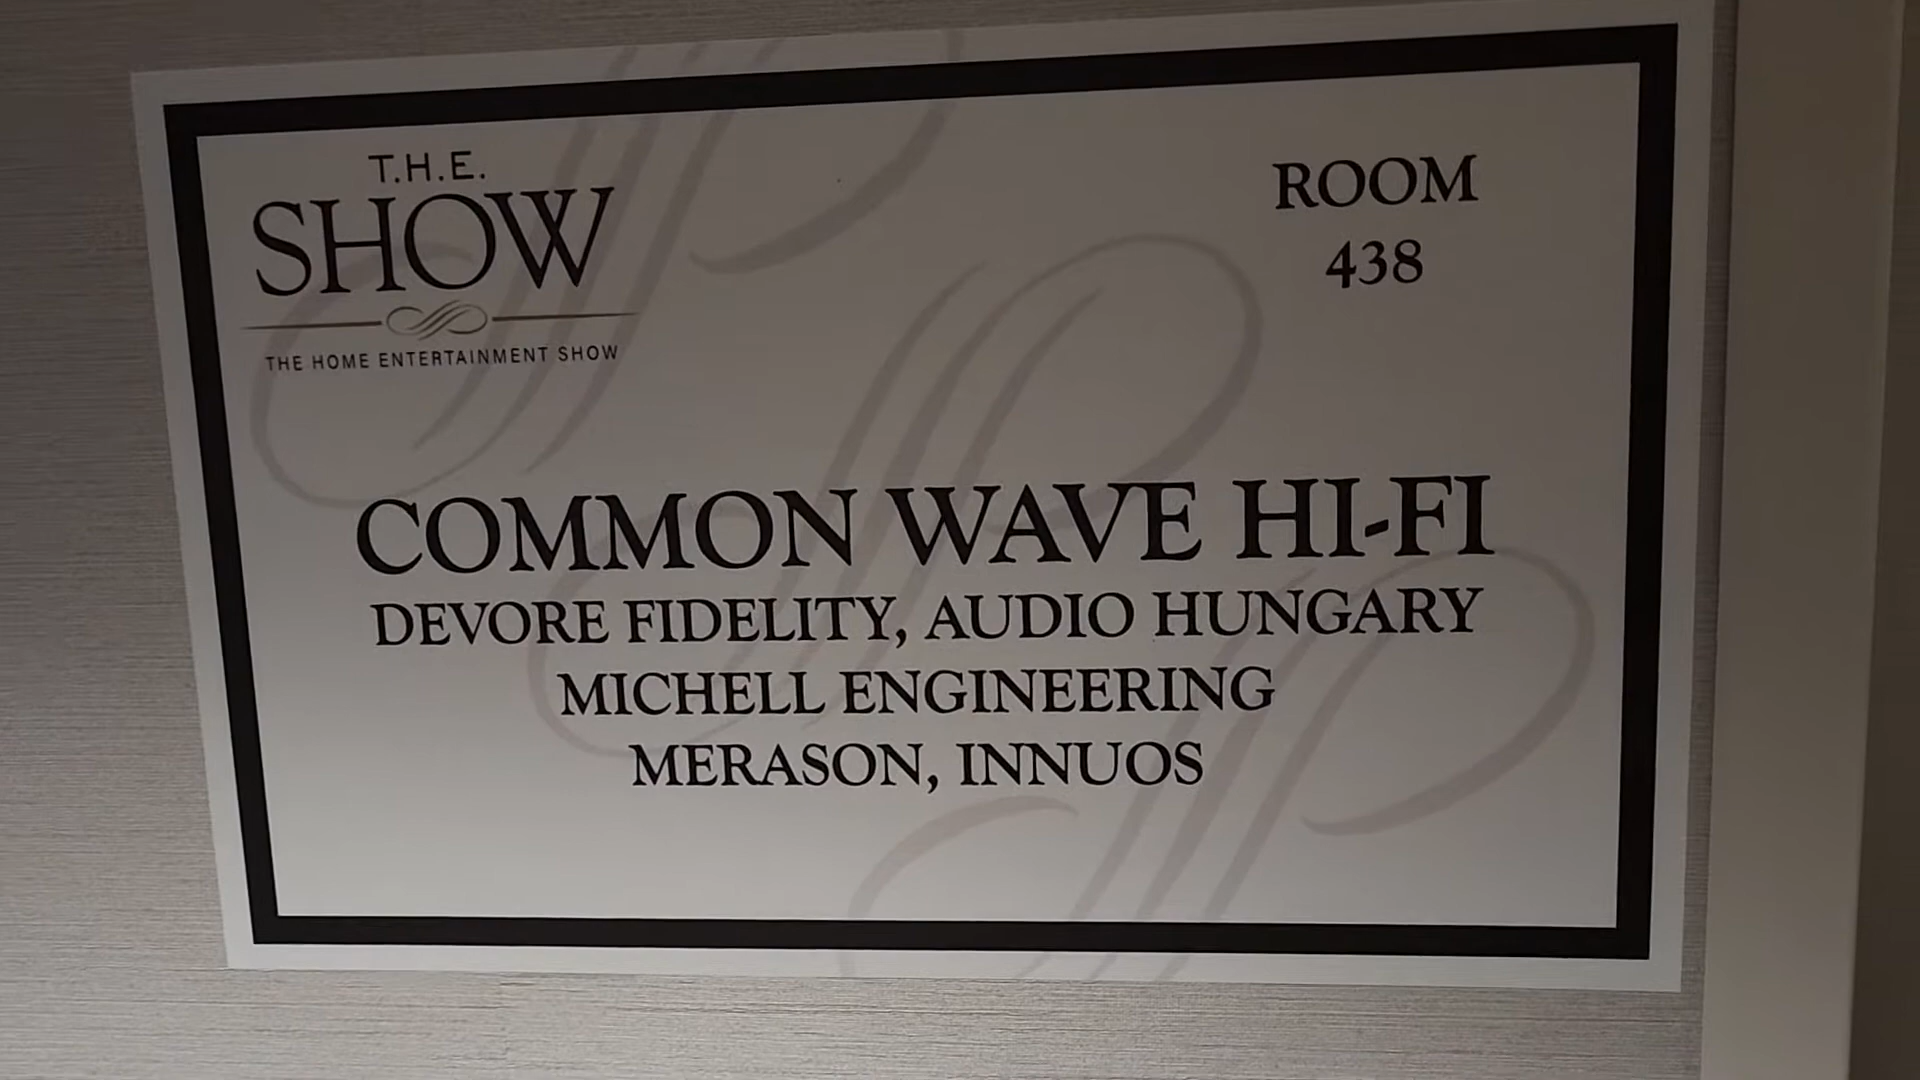 T.H.E.
SHOW
THE HOME ENTERTAINMENT SHOW
ROOM
438
COMMON WAVE HI-FI
DEVORE FIDELITY, AUDIO HUNGARY
MICHELL ENGINEERING
MERASON, INNUOS